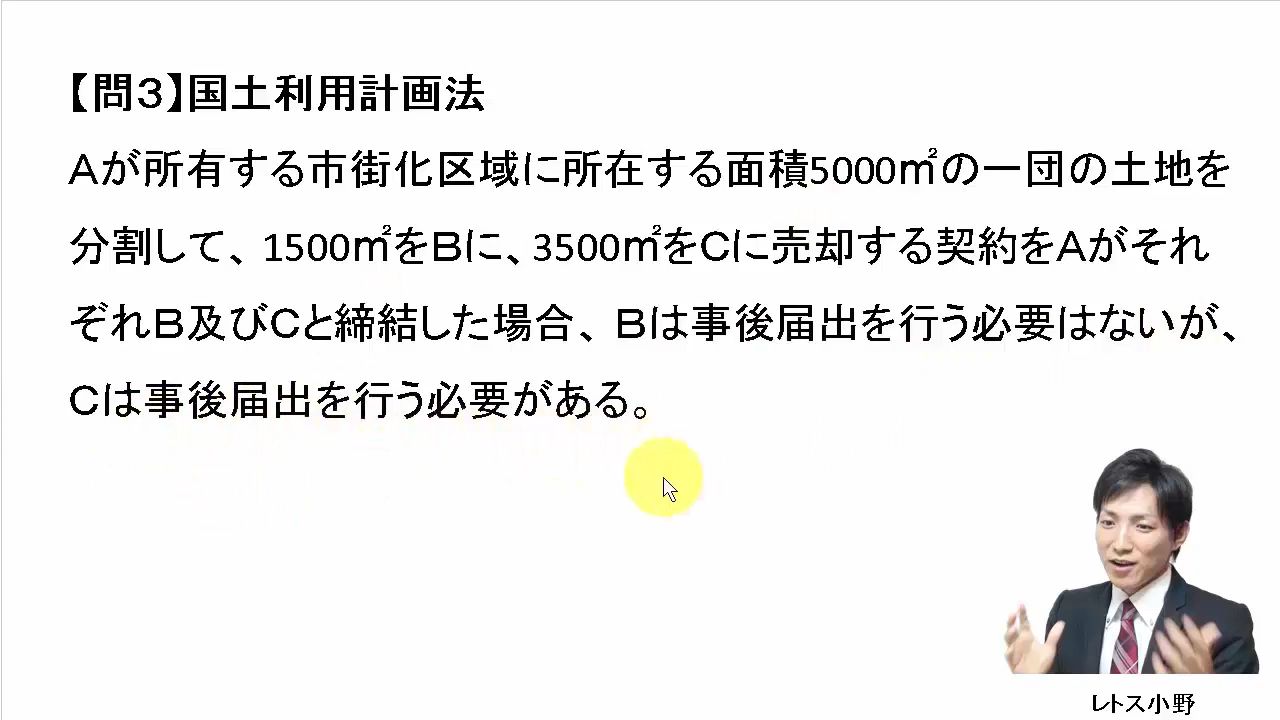 【問３】国土利用計画法
Ａが所有する市街化区域に所在する面積5000㎡の一団の土地を
分割して、1500㎡をＢに、3500㎡をＣに売却する契約をＡがそれ
ぞれＢ及びＣと締結した場合、Ｂは事後届出を行う必要はないが、
Ｃは事後届出を行う必要がある。
レトス小野